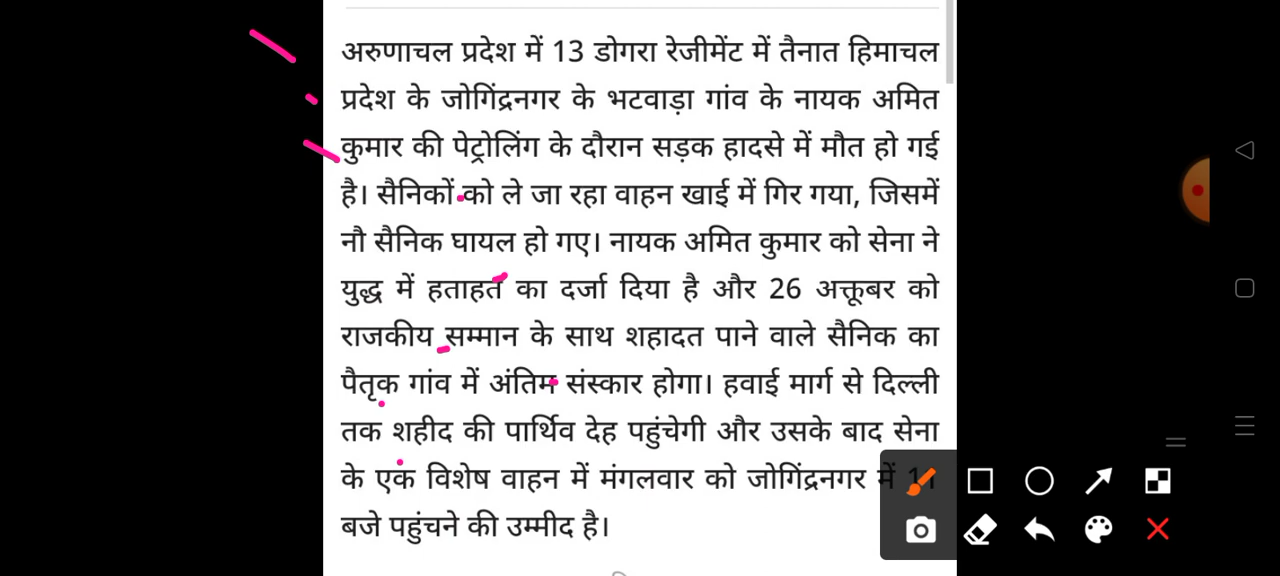 अरुणाचल प्रदेश में 13 डोगरा रेजीमेंट में तैनात हिमाचल
प्रदेश के जोगिंद्रनगर के भटवाड़ा गांव के नायक अमित
कुमार की पेट्रोलिंग के दौरान सड़क हादसे में मौत हो गई
है। सैनिकों को ले जा रहा वाहन खाई में गिर गया, जिसमें
नौ सैनिक घायल हो गए। नायक अमित कुमार को सेना ने
युद्ध में हताहत का दर्जा दिया है और 26 अक्तूबर को
राजकीय सम्मान के साथ शहादत पाने वाले सैनिक का
पैतृक गांव में अंतिम संस्कार होगा। हवाई मार्ग से दिल्ली
तक शहीद की पार्थिव देह पहुंचेगी और उसके बाद सेना
के एक विशेष वाहन में मंगलवार को जोगिंद्रनगर में 11
बजे पहुंचने की उम्मीद है।